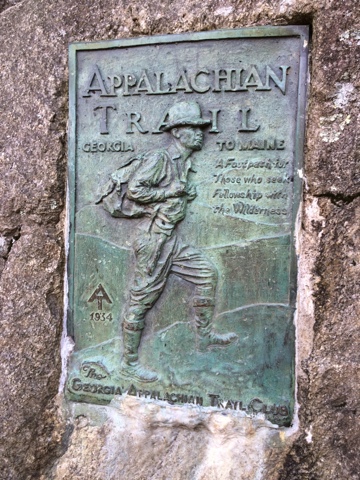 APPALACHIAN
TRAIL
GEORGIA TO MAINE
A Footpath for
Those who seek
Fellowship with
the Wilderness
1934
The
GEORGIA APPALACHIAN TRAIL CLUB